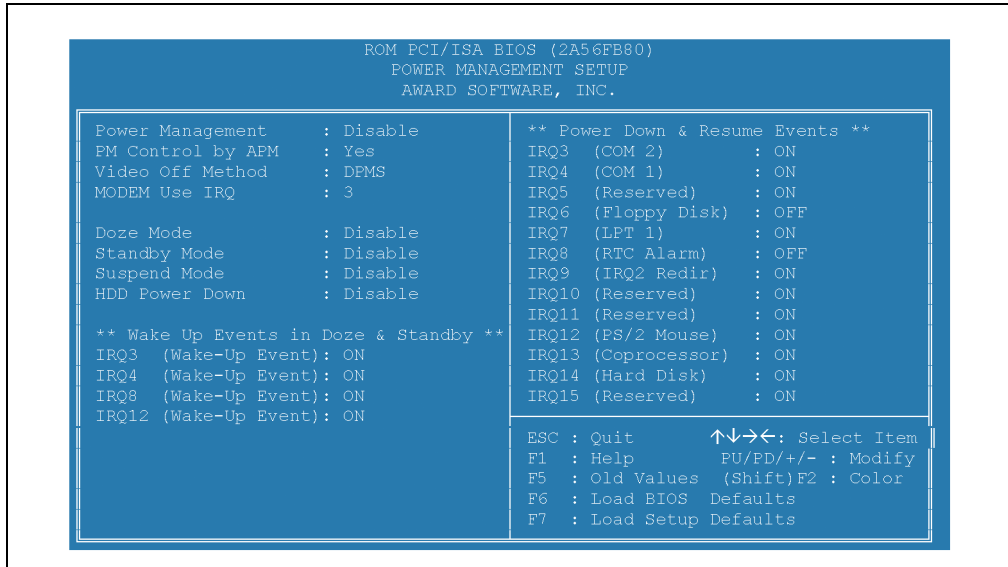 ROM PCI/ISA BIOS (2A56FB80)
POWER MANAGEMENT SETUP
AWARD SOFTWARE, INC.
Power Management : Disable
PM Control by APM : Yes
Video Off Method : DPMS
MODEM Use IRQ : 3
Doze Mode : Disable
Standby Mode : Disable
Suspend Mode : Disable
HDD Power Down : Disable
** Wake Up Events in Doze & Standby **
IRQ3 (Wake-Up Event): ON
IRQ4 (Wake-Up Event): ON
IRQ8 (Wake-Up Event): ON
IRQ12 (Wake-Up Event): ON
** Power Down & Resume Events **
IRQ3 (COM 2) : ON
IRQ4 (COM 1) : ON
IRQ5 (Reserved) : ON
IRQ6 (Floppy Disk) : OFF
IRQ7 (LPT 1) : ON
IRQ8 (RTC Alarm) : OFF
IRQ9 (IRQ2 Redir) : ON
IRQ10 (Reserved) : ON
IRQ11 (Reserved) : ON
IRQ12 (PS/2 Mouse) : ON
IRQ13 (Coprocessor) : ON
IRQ14 (Hard Disk) : ON
IRQ15 (Reserved) : ON
ESC : Quit ↑↓→←: Select Item
F1 : Help PU/PD/+/- : Modify
F5 : Old Values (Shift)F2 : Color
F6 : Load BIOS Defaults
F7 : Load Setup Defaults